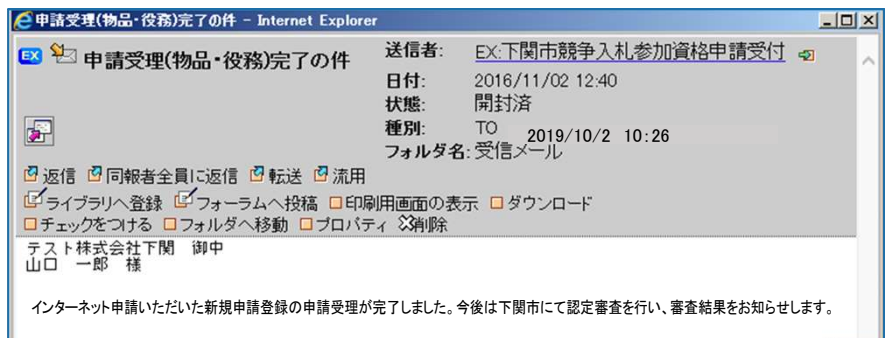 申請受理(物品・役務)完了の件 - Internet Explorer
EX 申請受理(物品・役務)完了の件
送信者: EX:下関市競争入札参加資格申請受付
日付: 2016/11/02 12:40
状態: 開封済
種別: TO
2019/10/2 10:26
フォルダ名: 受信メール
返信 同報者全員に返信 転送 流用
ライブラリへ登録 フォーラムへ投稿 印刷用画面の表示 ダウンロード
チェックをつける フォルダへ移動 プロパティ 削除
テスト株式会社下関 御中
山口 一郎 様
インターネット申請いただいた新規申請登録の申請受理が完了しました。今後は下関市にて認定審査を行い、審査結果をお知らせします。